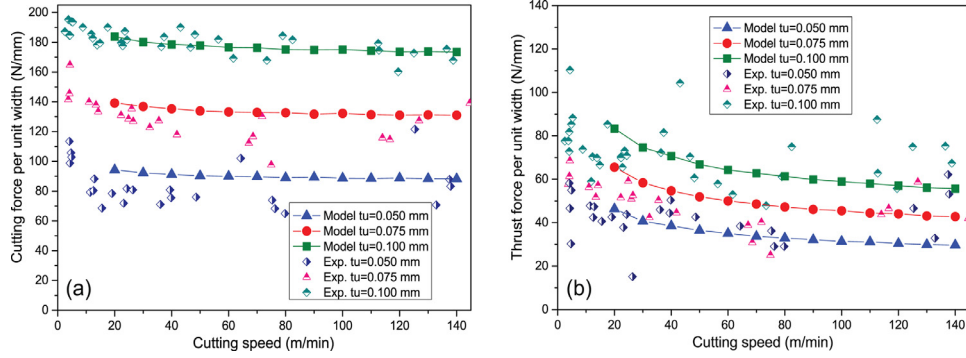 200
180
160
140
120
100
80
60
40
20
0
Cutting force per unit width (N/mm)
Model tu=0.050 mm
Model tu=0.075 mm
Model tu=0.100 mm
Exp. tu=0.050 mm
Exp. tu=0.075 mm
Exp. tu=0.100 mm
(a)
0 20 40 60 80 100 120 140
Cutting speed (m/min)
140
120
100
80
60
40
20
0
Thrust force per unit width (N/mm)
Model tu=0.050 mm
Model tu=0.075 mm
Model tu=0.100 mm
Exp. tu=0.050 mm
Exp. tu=0.075 mm
Exp. tu=0.100 mm
(b)
0 20 40 60 80 100 120 140
Cutting speed (m/min)